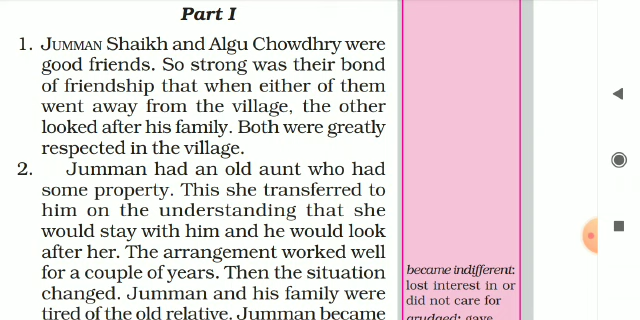 Part I
1. JUMMAN Shaikh and Algu Chowdhry were
good friends. So strong was their bond
of friendship that when either of them
went away from the village, the other
looked after his family. Both were greatly
respected in the village.
2. Jumman had an old aunt who had
some property. This she transferred to
him on the understanding that she
would stay with him and he would look
after her. The arrangement worked well
for a couple of years. Then the situation
changed. Jumman and his family were
tired of the old relative. Jumman became
became indifferent:
lost interest in or
did not care for
grudged: gave